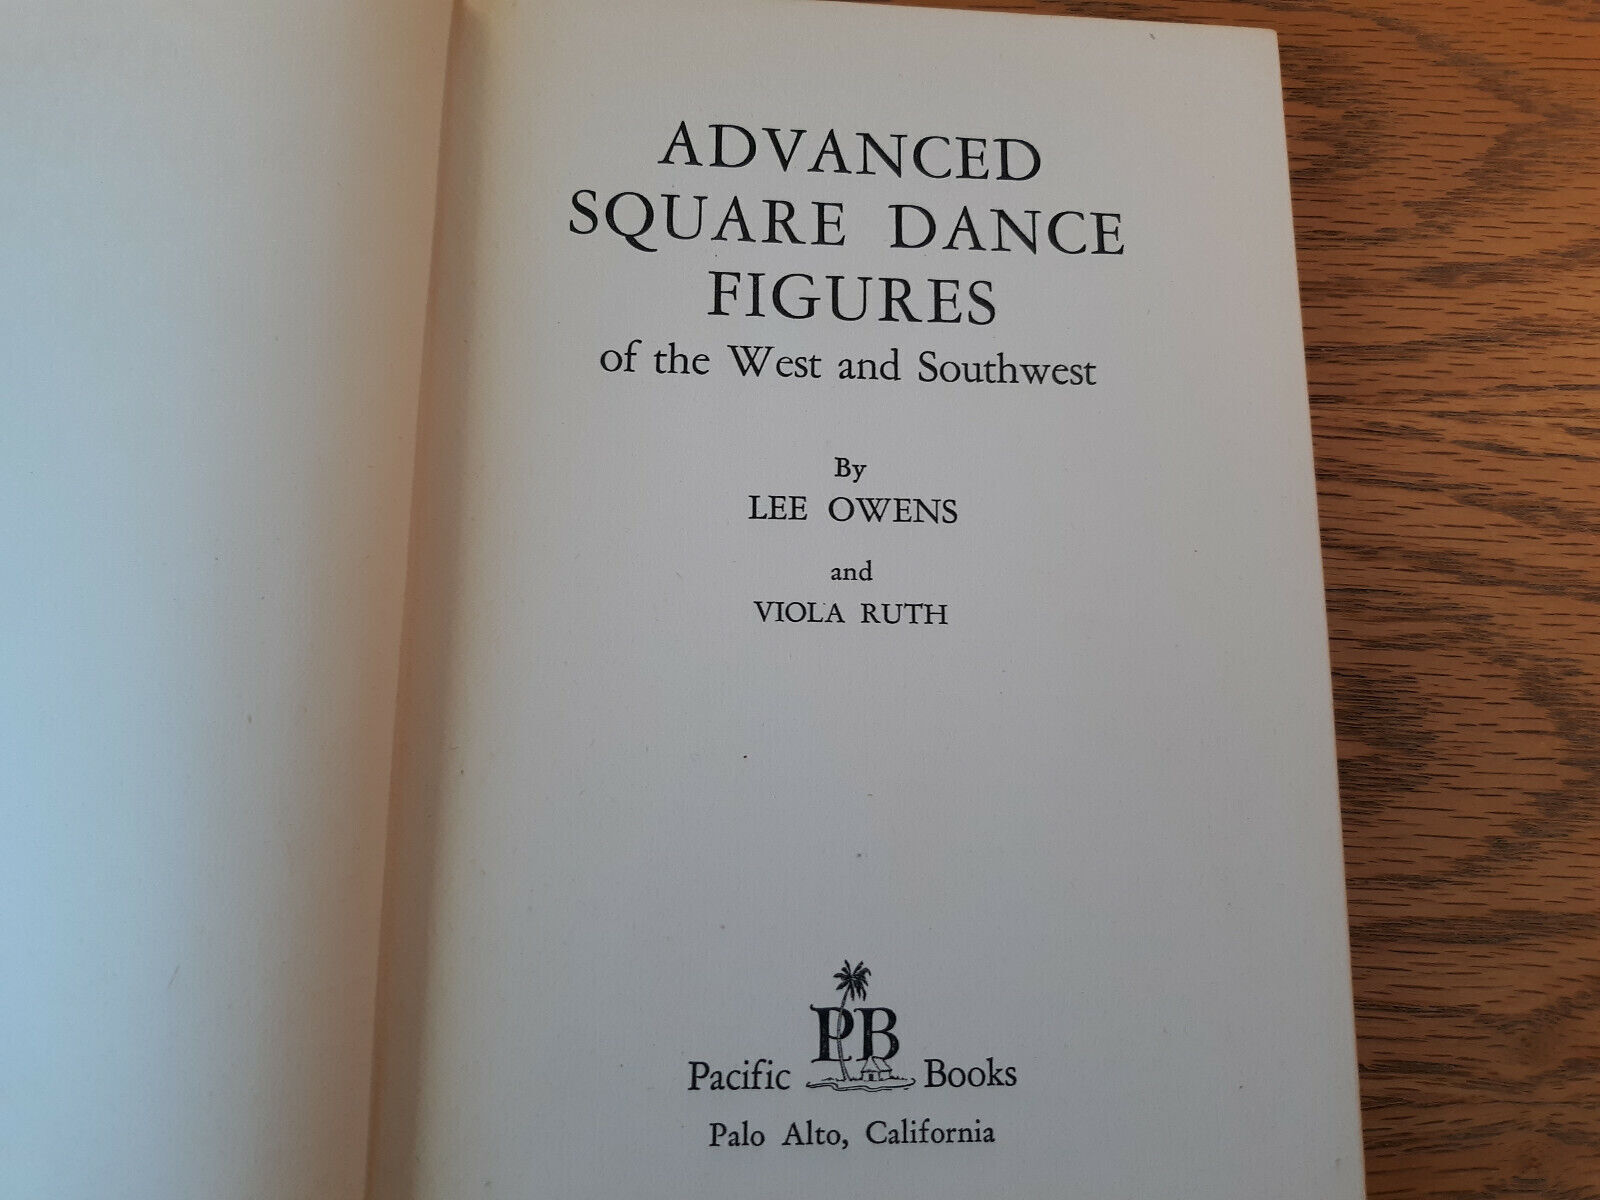 ADVANCED
SQUARE DANCE
FIGURES
of the West and Southwest
By
LEE OWENS
and
VIOLA RUTH
PB
Pacific Books
Palo Alto, California